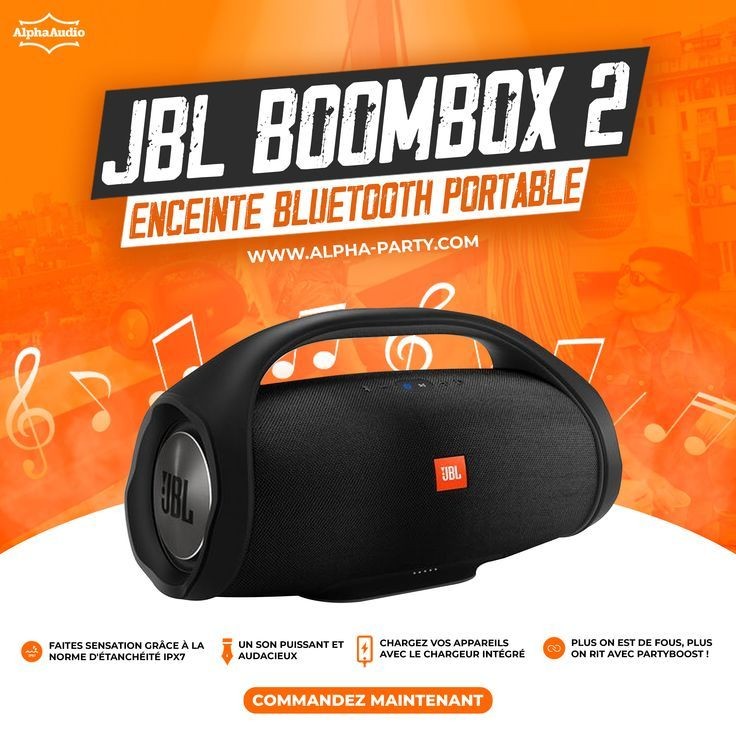 AlphaAudio
JBL BOOMBOX 2
ENCEINTE BLUETOOTH PORTABLE
WWW.ALPHA-PARTY.COM
JBL
JBL
FAITES SENSATION GRÂCE À LA
NORME D'ÉTANCHÉITÉ IPX7
UN SON PUISSANT ET
AUDACIEUX
CHARGEZ VOS APPAREILS
AVEC LE CHARGEUR INTÉGRÉ
PLUS ON EST DE FOUS, PLUS
ON RIT AVEC PARTYBOOST !
COMMANDEZ MAINTENANT